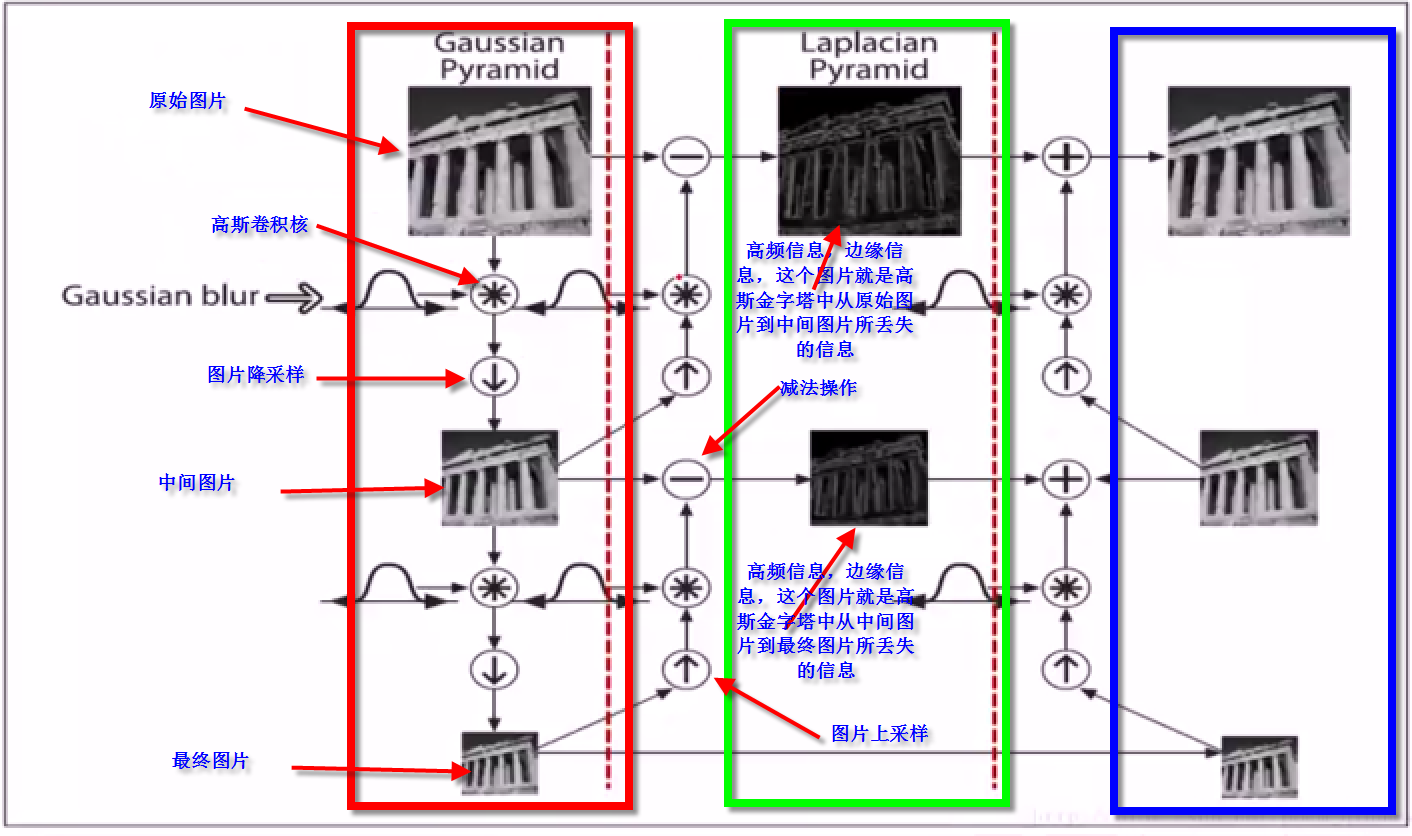 Gaussian
Pyramid
Laplacian
Pyramid
原始图片
高斯卷积核
高频信息，边缘信
息，这个图片就是高
斯金字塔中从原始图
片到中间图片所丢失
的信息
Gaussian blur
图片降采样
减法操作
中间图片
高频信息，边缘信
息，这个图片就是高
斯金字塔中从中间图
片到最终图片所丢失
的信息
图片上采样
最终图片